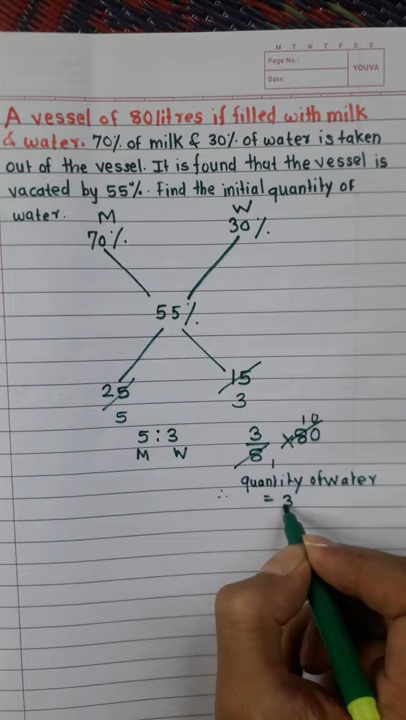 M T W T F S S
Page No.:
YOUVA
Date:
A vessel of 80litres if filled with milk
& water. 70% of milk & 30% of water is taken
out of the vessel. It is found that the vessel is
vacated by 55%. Find the initial quantity of
water.
M W
70% 30%
55%
25 15
5 3
5 : 3
M W
3 10
8 × 80
1
∴ quantity of water
= 3